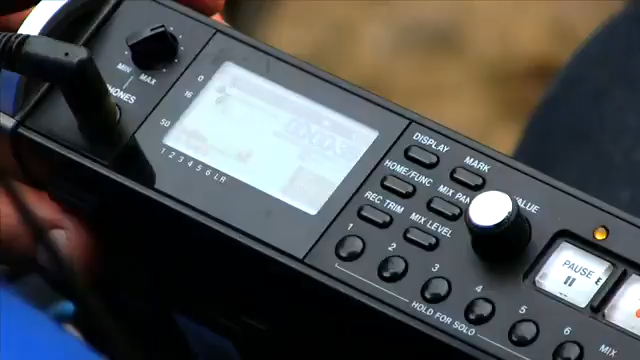 MIN MAX
PHONES
0
16
50
1 2 3 4 5 6 L R
DISPLAY
MARK
HOME/FUNC
MIX PAN
VALUE
REC TRIM
MIX LEVEL
1 2 3 4 5 6
MIX
HOLD FOR SOLO
PAUSE